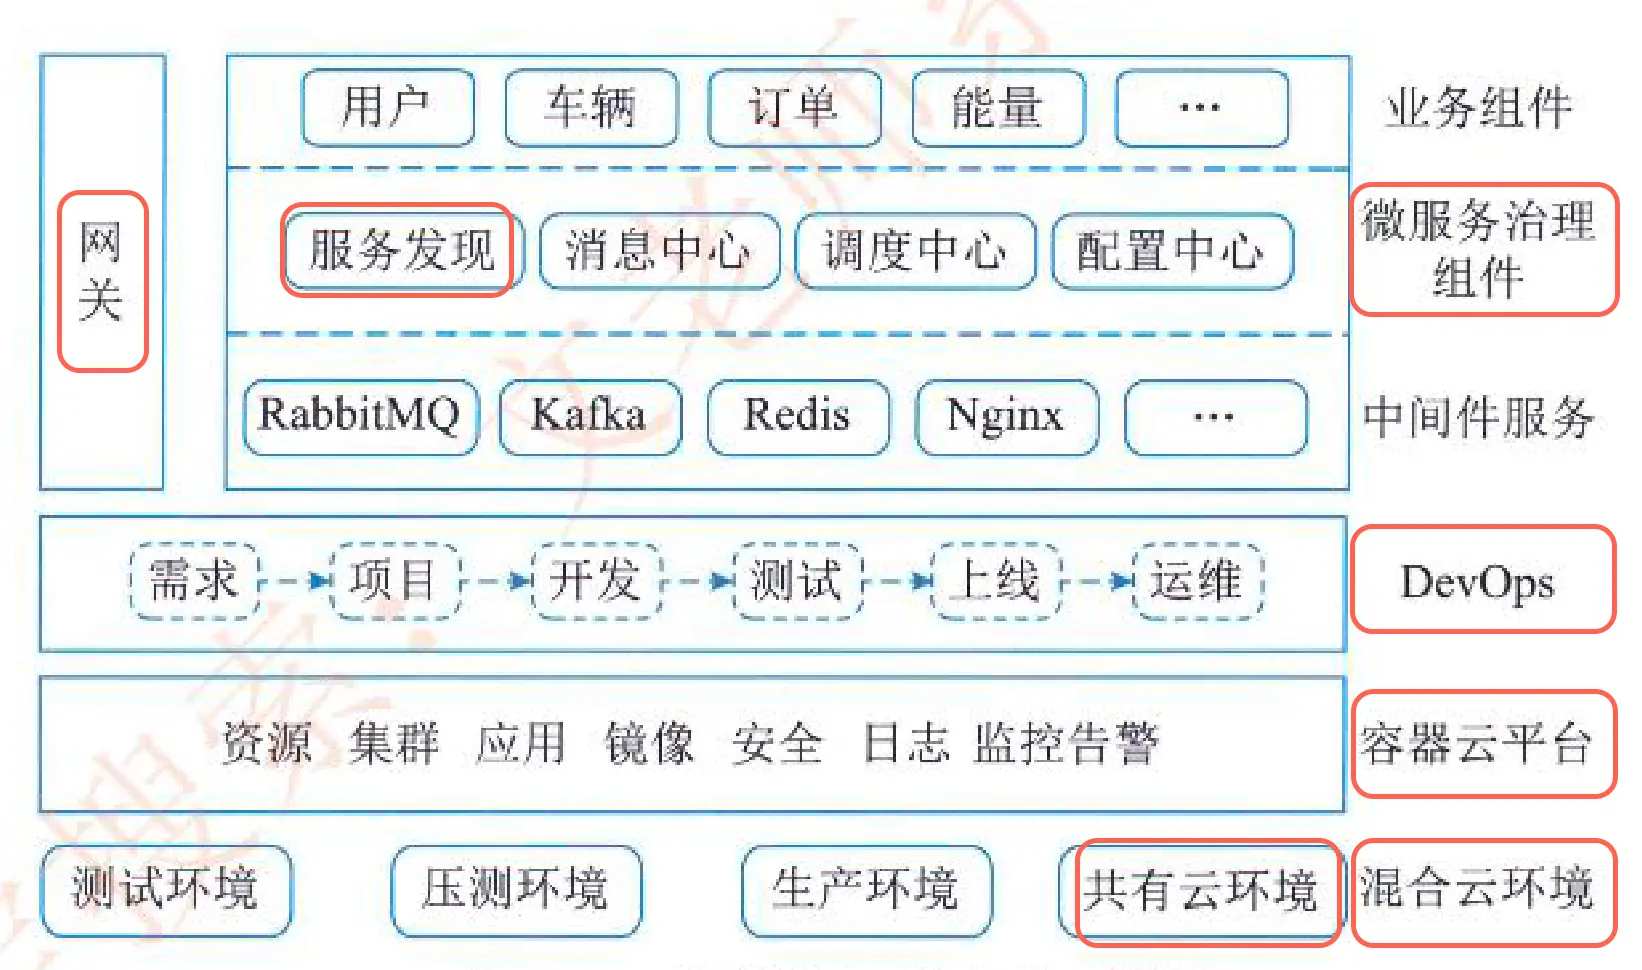 用户 车辆 订单 能量 ··· 业务组件
网
关
服务发现 消息中心 调度中心 配置中心 微服务治理
组件
RabbitMQ Kafka Redis Nginx ··· 中间件服务
需求 项目 开发 测试 上线 运维 DevOps
资源 集群 应用 镜像 安全 日志 监控告警 容器云平台
测试环境 压测环境 生产环境 共有云环境 混合云环境